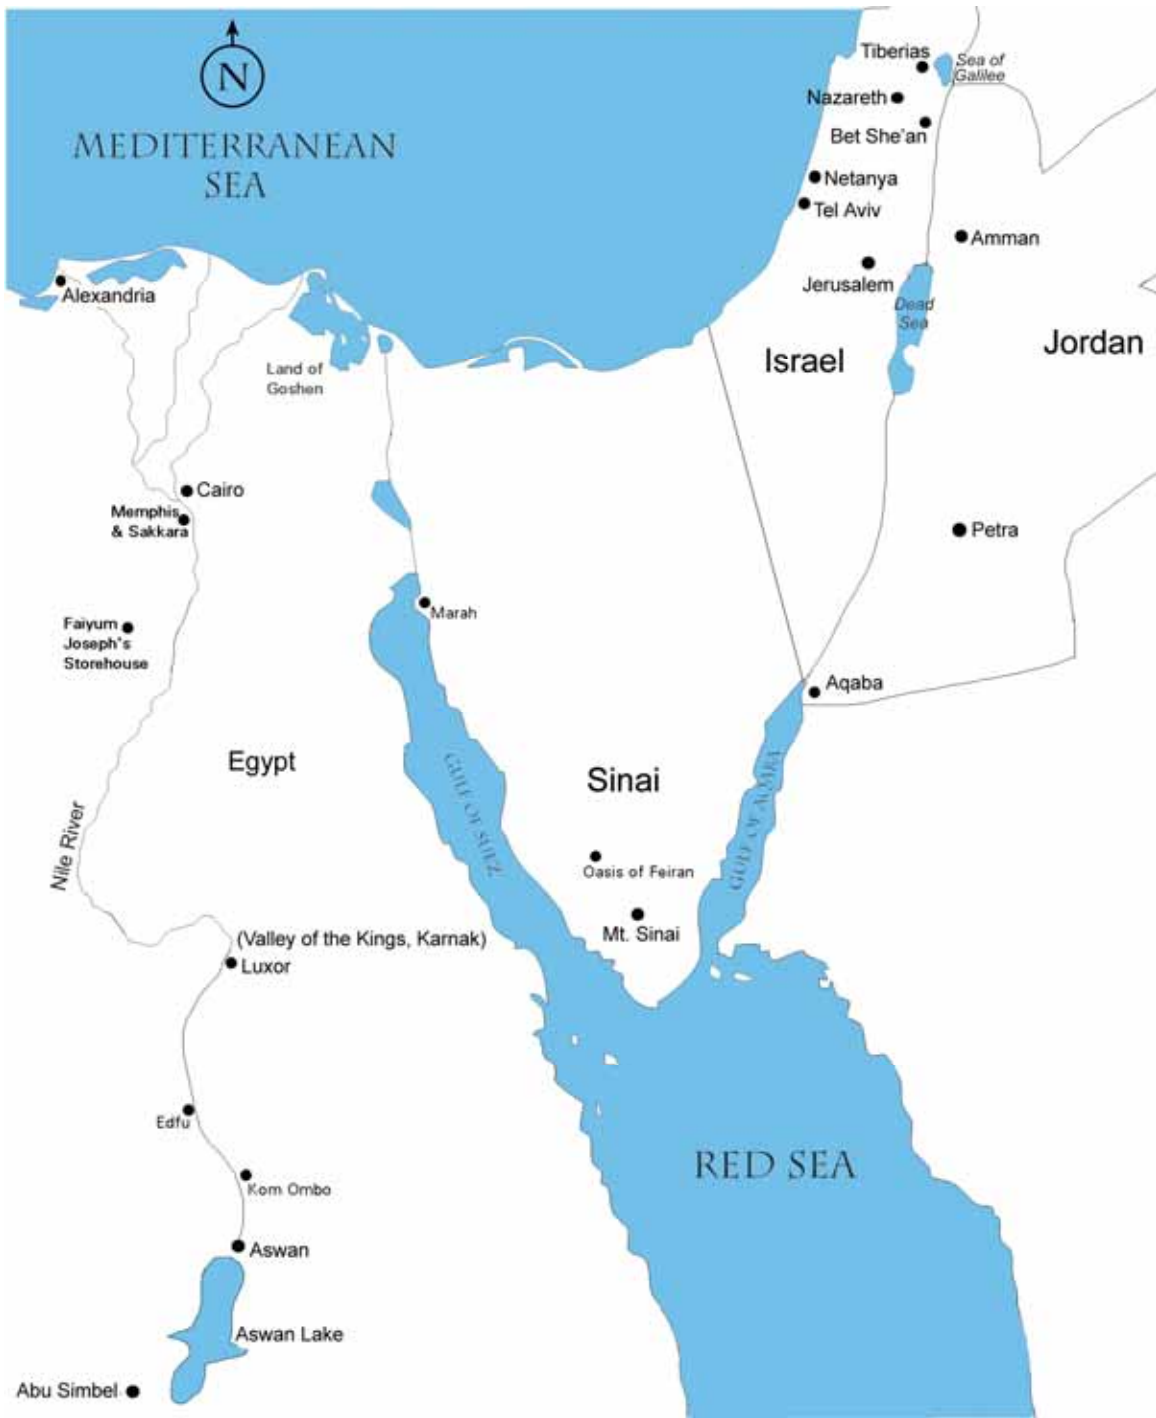 N
MEDITERRANEAN
SEA
Tiberias
Sea of
Galilee
Nazareth
Bet She'an
Netanya
Tel Aviv
Amman
Jerusalem
Dead
Sea
Alexandria
Israel
Jordan
Land of
Goshen
Cairo
Memphis
& Sakkara
Petra
Marah
Faiyum
Joseph's
Storehouse
Aqaba
Egypt
Sinai
GULF OF SUEZ
GULF OF AQABA
Nile River
Oasis of Feiran
Mt. Sinai
(Valley of the Kings, Karnak)
Luxor
Edfu
RED SEA
Kom Ombo
Aswan
Aswan Lake
Abu Simbel